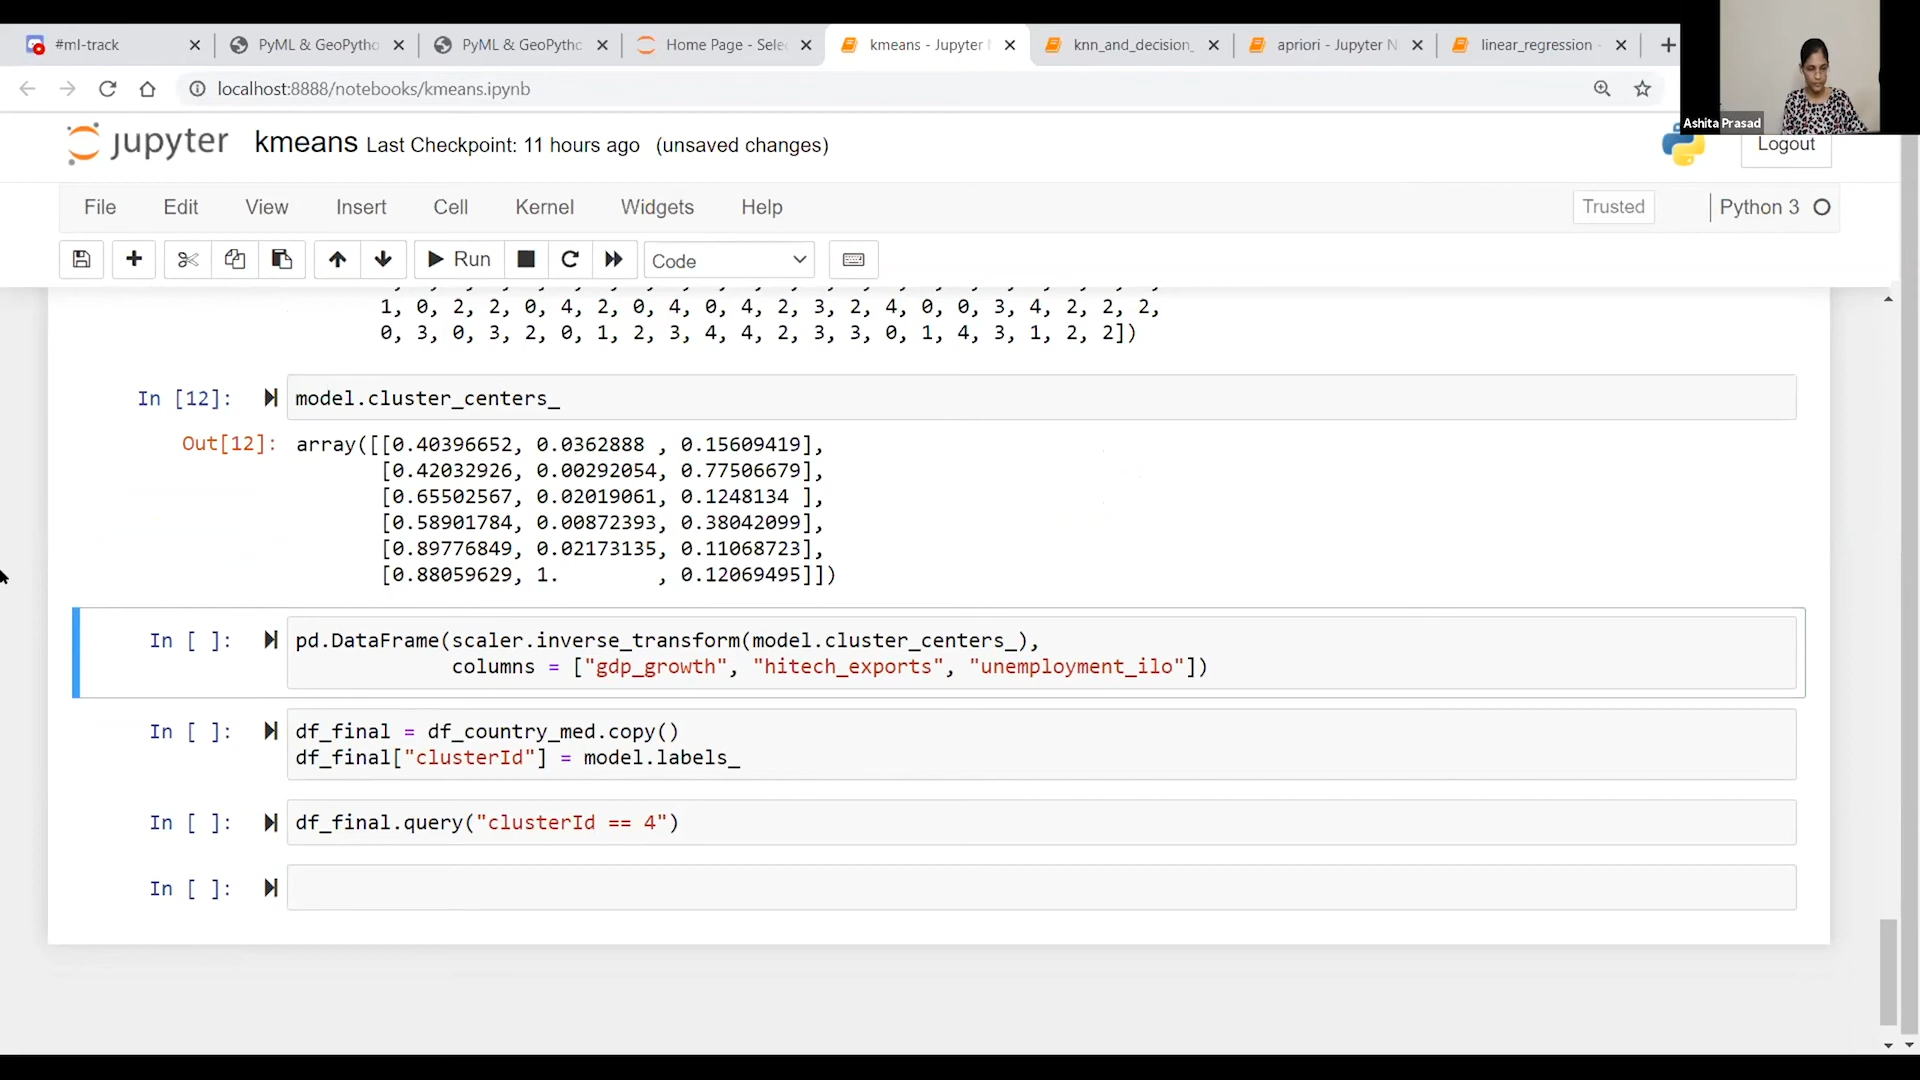 #ml-track
PyML & GeoPytho
PyML & GeoPythc
Home Page - Selec
kmeans - Jupyter
knn_and_decision_
apriori - Jupyter N
linear_regression -
localhost:8888/notebooks/kmeans.ipynb
Ashita Prasad
jupyter kmeans Last Checkpoint: 11 hours ago (unsaved changes)
Logout
File Edit View Insert Cell Kernel Widgets Help
Trusted
Python 3
Run
Code
1, 0, 2, 2, 0, 4, 2, 0, 4, 0, 4, 2, 3, 2, 4, 0, 0, 3, 4, 2, 2, 2,
0, 3, 0, 3, 2, 0, 1, 2, 3, 4, 4, 2, 3, 3, 0, 1, 4, 3, 1, 2, 2])
In [12]: model.cluster_centers_
Out[12]: array([[0.40396652, 0.0362888 , 0.15609419],
[0.42032926, 0.00292054, 0.77506679],
[0.65502567, 0.02019061, 0.1248134 ],
[0.58901784, 0.00872393, 0.38042099],
[0.89776849, 0.02173135, 0.11068723],
[0.88059629, 1. , 0.12069495]])
In [ ]: pd.DataFrame(scaler.inverse_transform(model.cluster_centers_),
columns = ["gdp_growth", "hitech_exports", "unemployment_ilo"])
In [ ]: df_final = df_country_med.copy()
df_final["clusterId"] = model.labels_
In [ ]: df_final.query("clusterId == 4")
In [ ]: